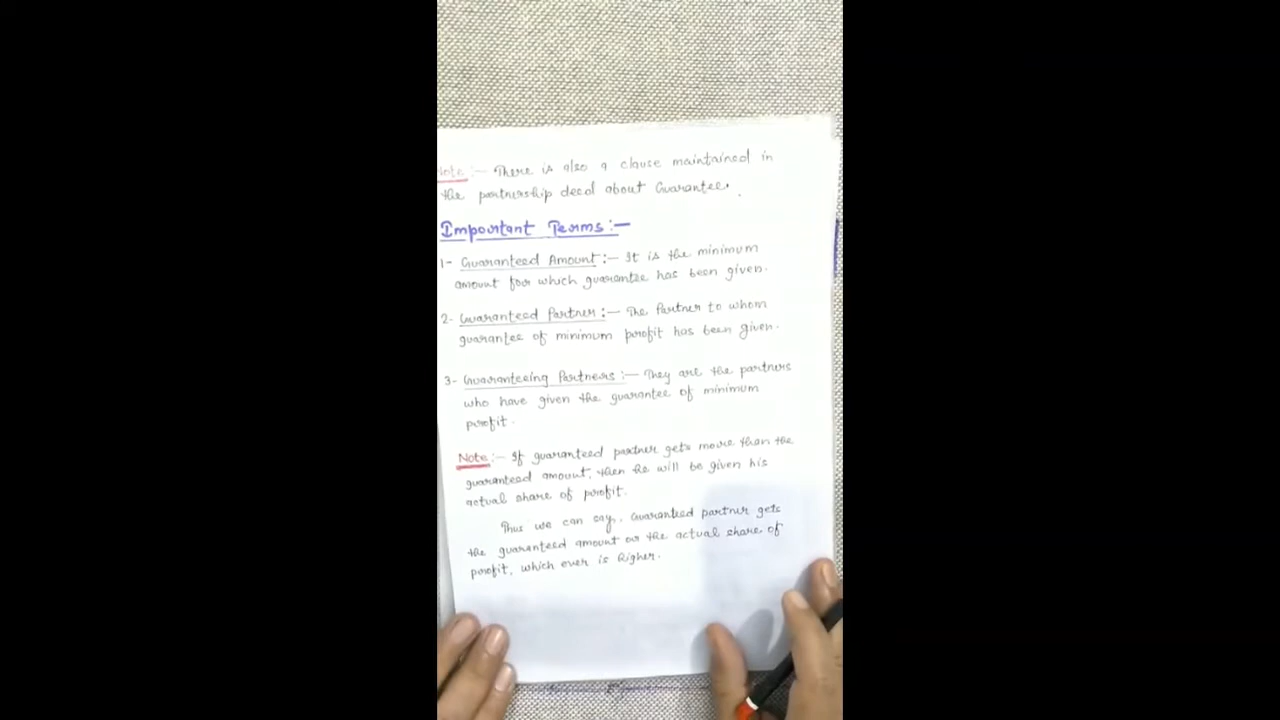 Note:- There is also a clause maintained in
the partnership deed about Guarantee.
Important Terms:-
1- Guaranteed Amount:- It is the minimum
amount for which guarantee has been given.
2- Guaranteed Partner:- The Partner to whom
guarantee of minimum profit has been given.
3- Guaranteeing Partners:- They are the partners
who have given the guarantee of minimum
profit.
Note:- If guaranteed partner gets more than the
guaranteed amount, then he will be given his
actual share of profit.
Thus we can say, Guaranteed partner gets
the guaranteed amount or the actual share of
profit, which ever is higher.